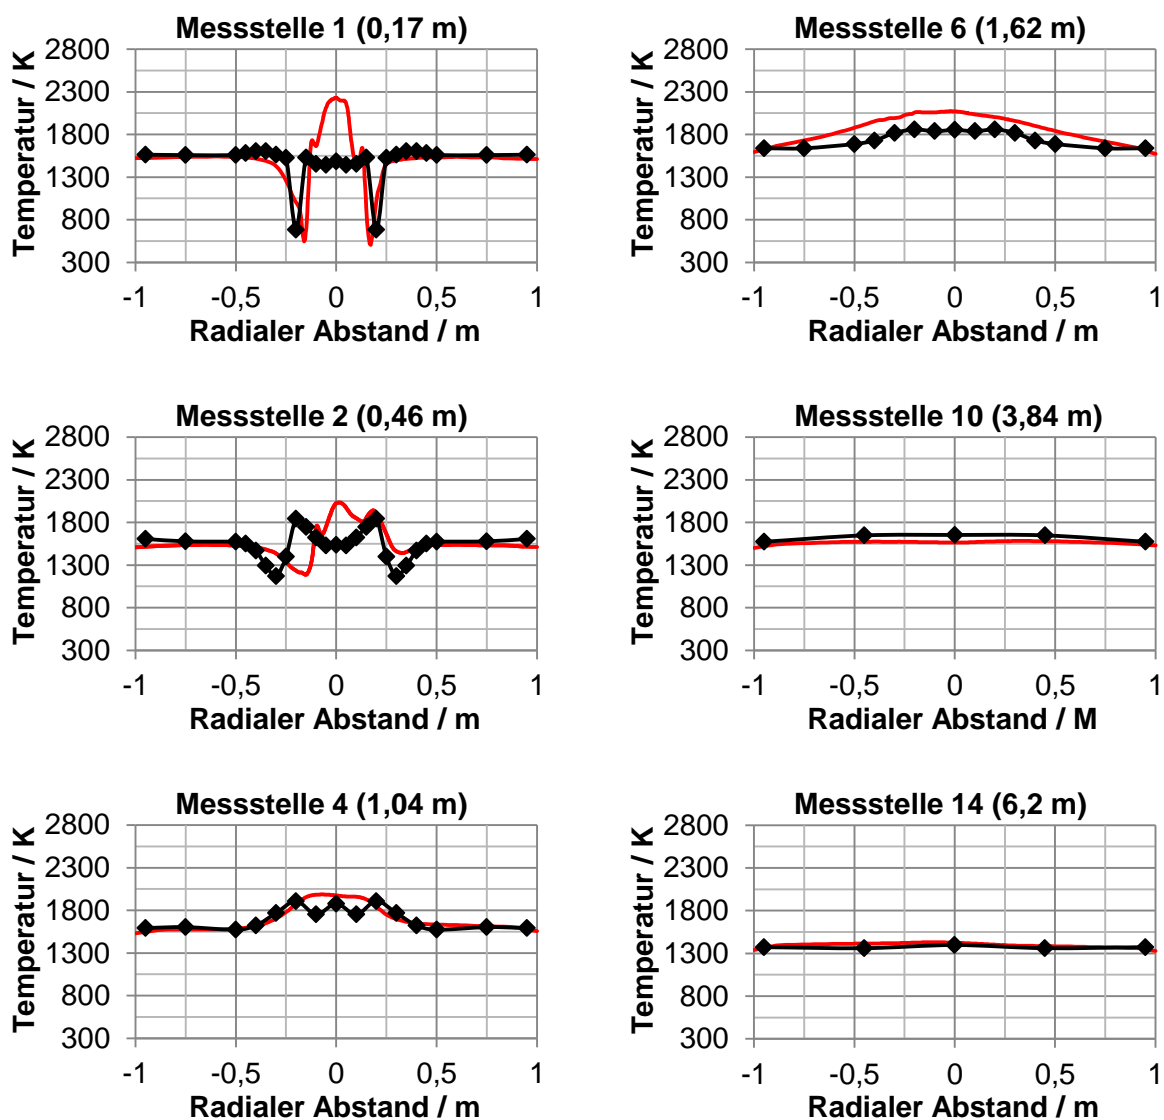 Messstelle 1 (0,17 m)
Temperatur / K
2800
2300
1800
1300
800
300
-1 -0,5 0 0,5 1
Radialer Abstand / m
Messstelle 6 (1,62 m)
Temperatur / K
2800
2300
1800
1300
800
300
-1 -0,5 0 0,5 1
Radialer Abstand / m
Messstelle 2 (0,46 m)
Temperatur / K
2800
2300
1800
1300
800
300
-1 -0,5 0 0,5 1
Radialer Abstand / m
Messstelle 10 (3,84 m)
Temperatur / K
2800
2300
1800
1300
800
300
-1 -0,5 0 0,5 1
Radialer Abstand / M
Messstelle 4 (1,04 m)
Temperatur / K
2800
2300
1800
1300
800
300
-1 -0,5 0 0,5 1
Radialer Abstand / m
Messstelle 14 (6,2 m)
Temperatur / K
2800
2300
1800
1300
800
300
-1 -0,5 0 0,5 1
Radialer Abstand / m